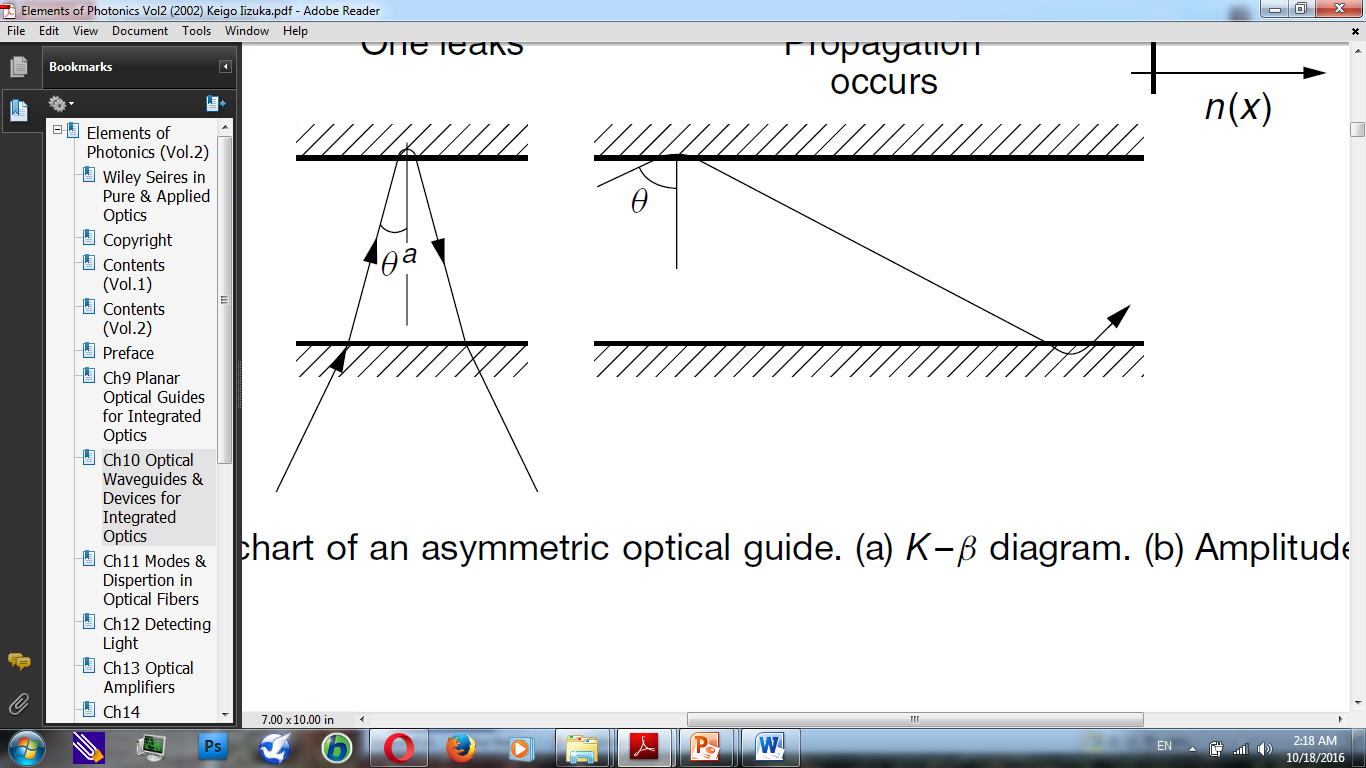 Elements of Photonics Vol2 (2002) Keigo Iizuka.pdf - Adobe Reader
File Edit View Document Tools Window Help
Bookmarks
Elements of
Photonics (Vol.2)
Wiley Seires in
Pure & Applied
Optics
Copyright
Contents
(Vol.1)
Contents
(Vol.2)
Preface
Ch9 Planar
Optical Guides
for Integrated
Optics
Ch10 Optical
Waveguides &
Devices for
Integrated
Optics
Ch11 Modes &
Dispertion in
Optical Fibers
Ch12 Detecting
Light
Ch13 Optical
Amplifiers
Ch14
One leaks
Propagation
occurs
n(x)
θ
a
θ
chart of an asymmetric optical guide. (a) K–β diagram. (b) Amplitude
7.00 x 10.00 in
Ps
EN
2:18 AM
10/18/2016